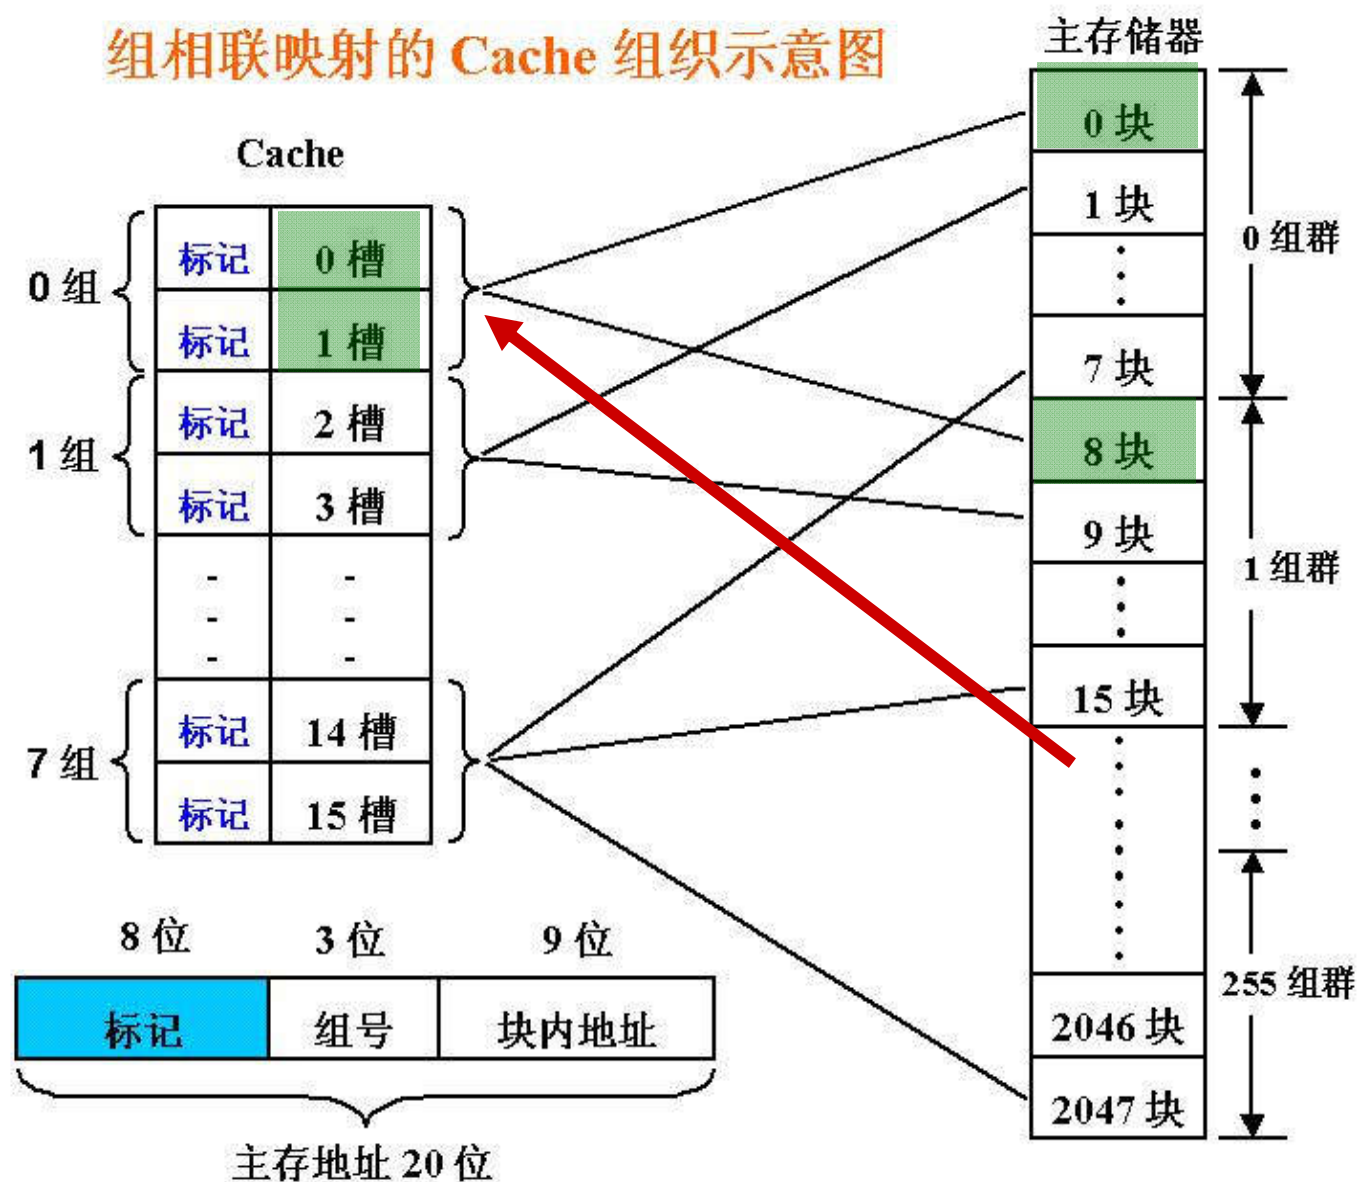 组相联映射的 Cache 组织示意图
主存储器
Cache
0 组
标记
0 槽
标记
1 槽
1 组
标记
2 槽
标记
3 槽
7 组
标记
14 槽
标记
15 槽
0 块
1 块
7 块
8 块
9 块
15 块
2046 块
2047 块
0 组群
1 组群
255 组群
8 位
3 位
9 位
标记
组号
块内地址
主存地址 20 位